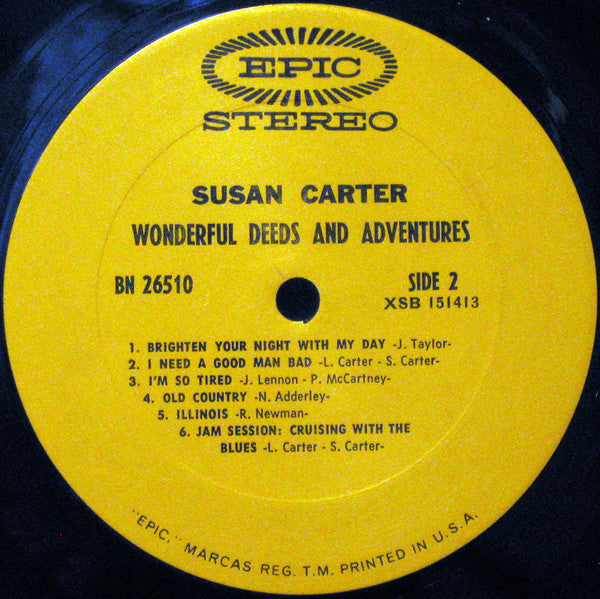 EPIC
STEREO
SUSAN CARTER
WONDERFUL DEEDS AND ADVENTURES
BN 26510
SIDE 2
XSB 151413
1. BRIGHTEN YOUR NIGHT WITH MY DAY -J. Taylor-
2. I NEED A GOOD MAN BAD -L. Carter - S. Carter-
3. I'M SO TIRED -J. Lennon - P. McCartney-
4. OLD COUNTRY -N. Adderley-
5. ILLINOIS -R. Newman-
6. JAM SESSION: CRUISING WITH THE
BLUES -L. Carter - S. Carter-
"EPIC," MARCAS REG. T.M. PRINTED IN U.S.A.